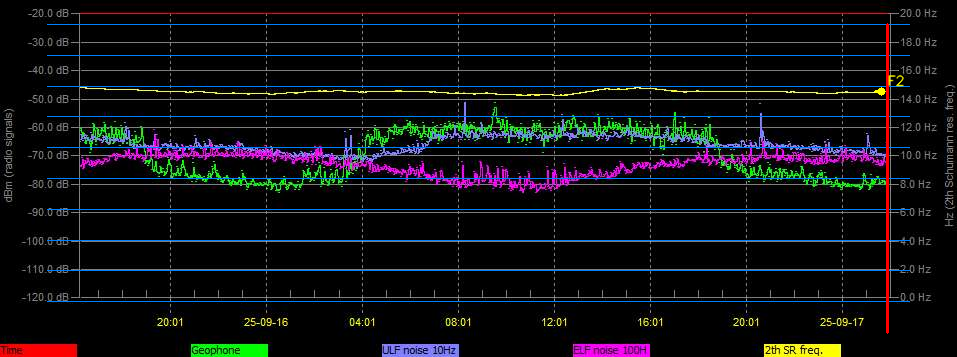 -20.0 dB 20.0 Hz
-30.0 dB 18.0 Hz
-40.0 dB 16.0 Hz
F2
-50.0 dB 14.0 Hz
-60.0 dB 12.0 Hz
-70.0 dB 10.0 Hz
-80.0 dB 8.0 Hz
-90.0 dB 6.0 Hz
-100.0 dB 4.0 Hz
-110.0 dB 2.0 Hz
-120.0 dB 0.0 Hz
dBm (radio signals)
Hz (2th Schumann res. freq.)
20:01 25-09-16 04:01 08:01 12:01 16:01 20:01 25-09-17
Time Geophone ULF noise 10Hz ELF noise 100H 2th SR freq.